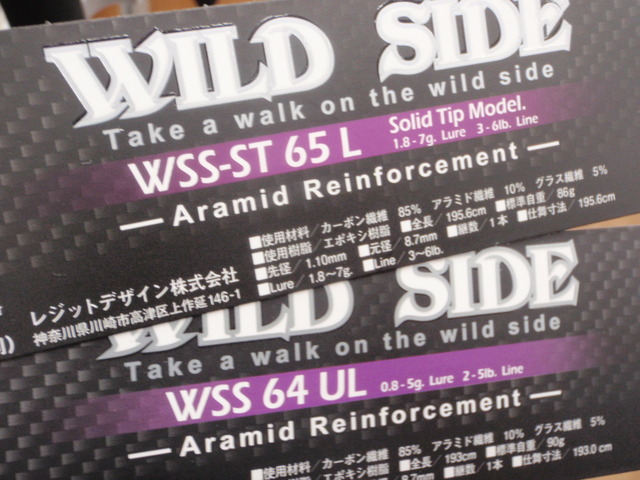 WILD SIDE
Take a walk on the wild side
WSS-ST 65 L Solid Tip Model.
1.8-7g. Lure 3-6lb. Line
Aramid Reinforcement
■使用材料/カーボン繊維 85% アラミド繊維 10% グラス繊維 5%
■使用樹脂/エポキシ樹脂 ■全長/195.6cm ■標準自重/86g
■先径/1.10mm ■元径/8.7mm ■継数/1本 ■仕舞寸法/195.6cm
■Lure/1.8~7g. ■Line/3~6lb.
レジットデザイン株式会社
神奈川県川崎市高津区上作延146-1
WILD SIDE
Take a walk on the wild side
WSS 64 UL 0.8-5g. Lure 2-5lb. Line
Aramid Reinforcement
■使用材料/カーボン繊維 85% アラミド繊維 10% グラス繊維 5%
■使用樹脂/エポキシ樹脂 ■全長/193cm ■標準自重/90g
8.7mm ■継数/1本 ■仕舞寸法/193.0cm